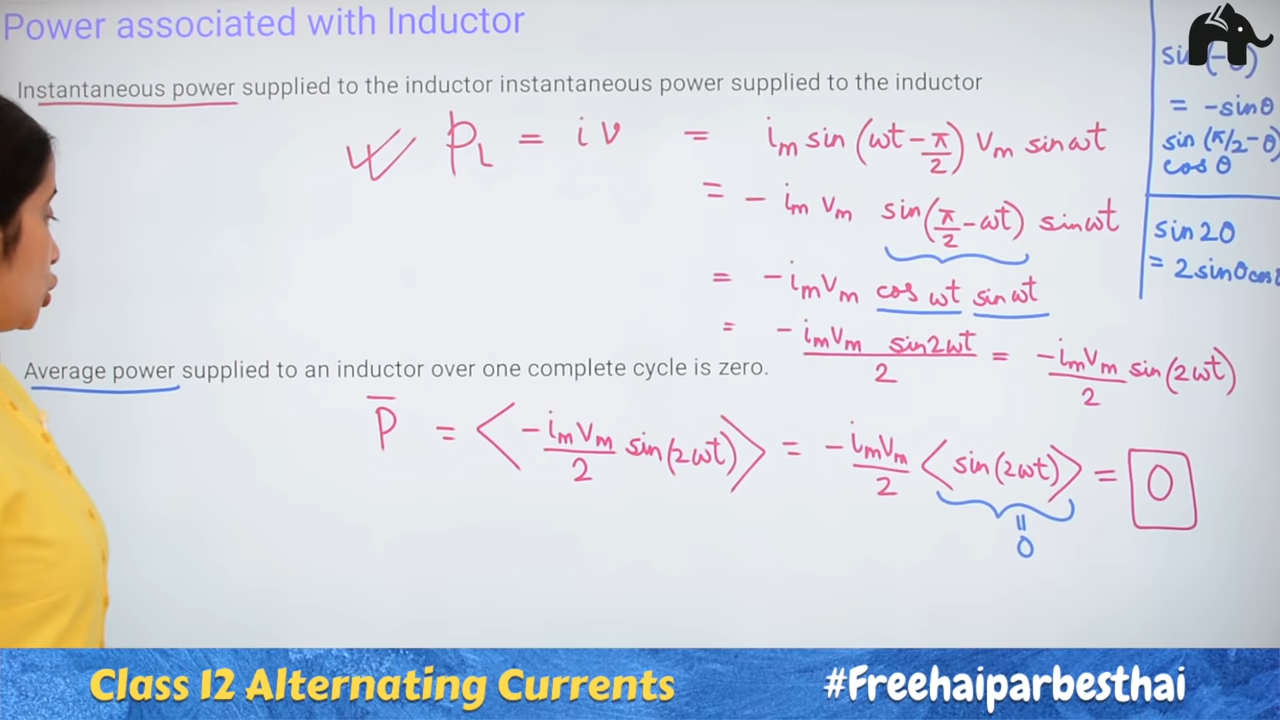 Power associated with Inductor
Instantaneous power supplied to the inductor instantaneous power supplied to the inductor
P_L = i v = i_m sin (ωt - π/2) v_m sin ωt
= - i_m v_m sin(π/2 - ωt) sin ωt
= - i_m v_m cos ωt sin ωt
= - i_m v_m sin 2ωt / 2 = - i_m v_m / 2 sin(2ωt)
Average power supplied to an inductor over one complete cycle is zero.
P̅ = < - i_m v_m / 2 sin(2ωt) > = - i_m v_m / 2 < sin(2ωt) > = 0
=
0
= - sin θ
sin (π/2 - θ)
cos θ
sin 2θ
= 2 sin θ cos θ
Class 12 Alternating Currents
#Freehaiparbesthai